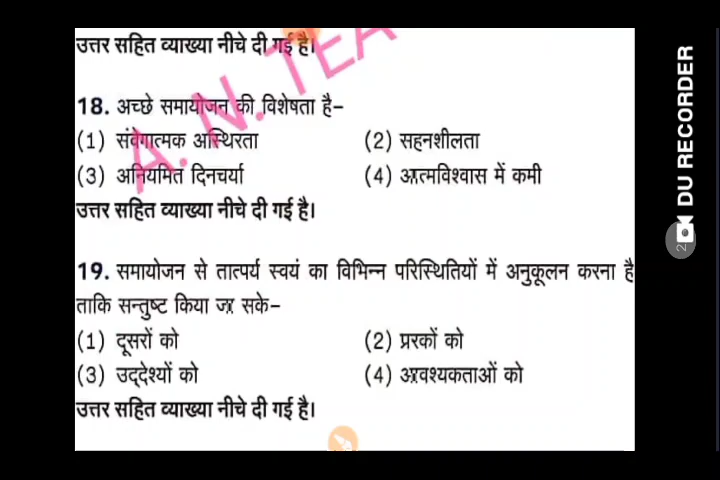 उत्तर सहित व्याख्या नीचे दी गई है।
A. N. TEA
18. अच्छे समायोजन की विशेषता है–
(1) संवेगात्मक अस्थिरता (2) सहनशीलता
(3) अनियमित दिनचर्या (4) आत्मविश्वास में कमी
उत्तर सहित व्याख्या नीचे दी गई है।
19. समायोजन से तात्पर्य स्वयं का विभिन्न परिस्थितियों में अनुकूलन करना है
ताकि सन्तुष्ट किया जा सके–
(1) दूसरों को (2) प्ररकों को
(3) उद्देश्यों को (4) आवश्यकताओं को
उत्तर सहित व्याख्या नीचे दी गई है।
DU RECORDER